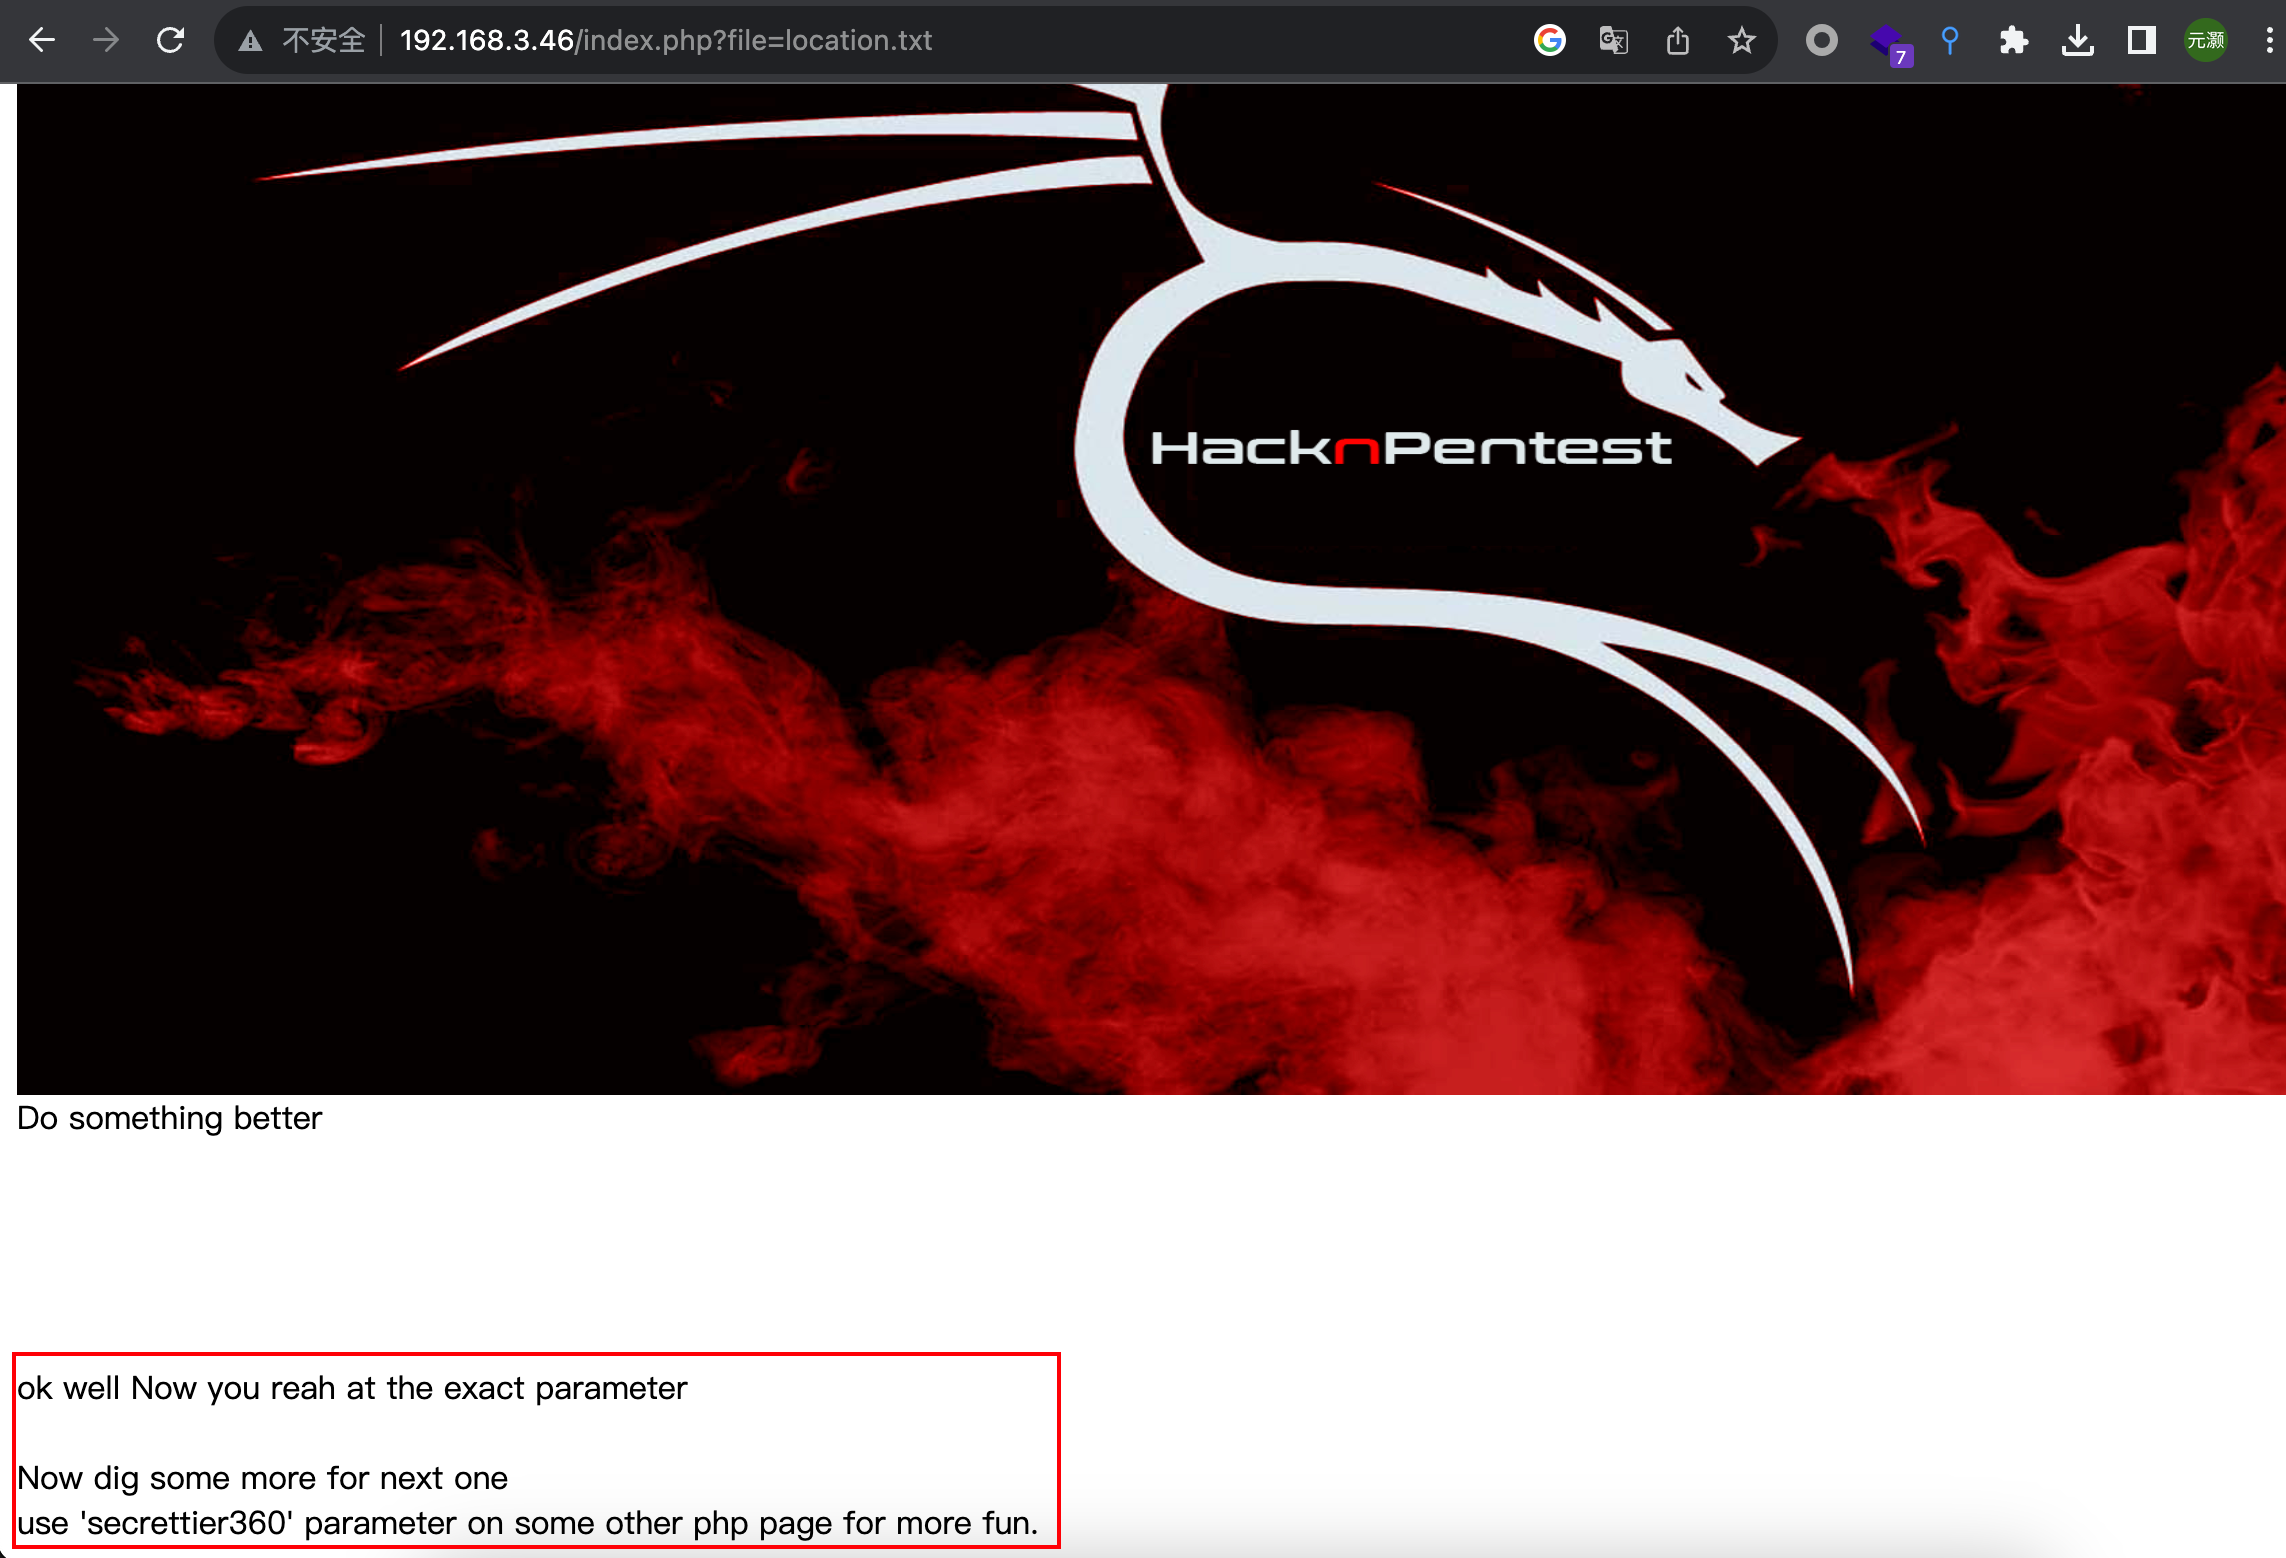 不安全 192.168.3.46/index.php?file=location.txt
7
元灏
HacknPentest
Do something better
ok well Now you reah at the exact parameter
Now dig some more for next one
use 'secrettier360' parameter on some other php page for more fun.